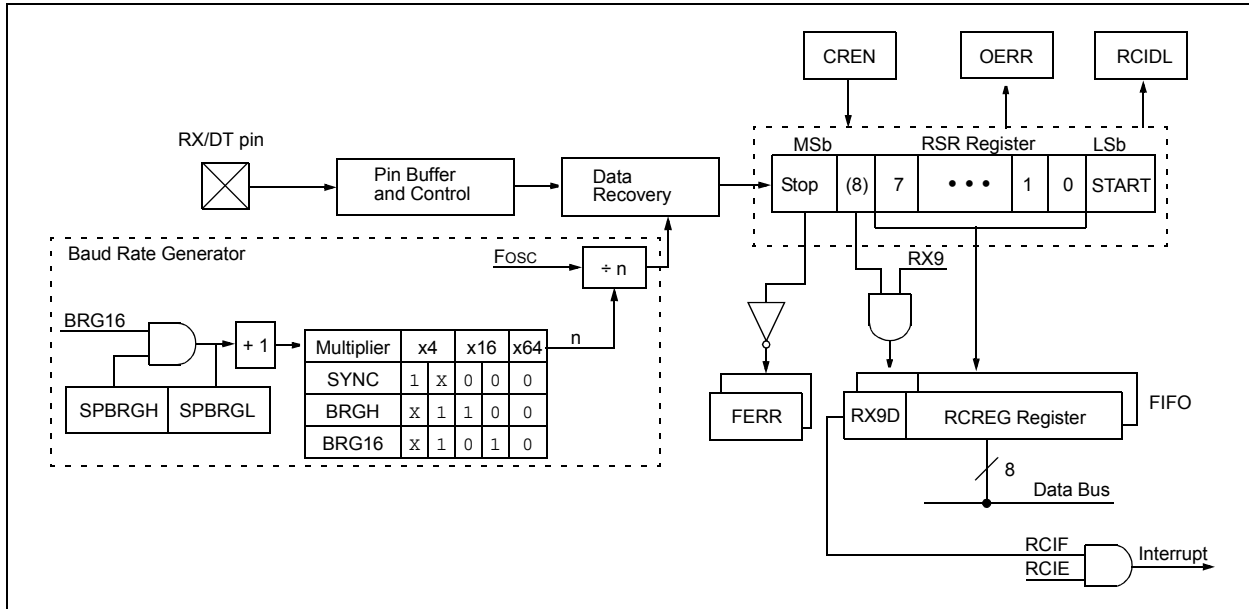 CREN
OERR
RCIDL
RX/DT pin
MSb
RSR Register
LSb
Pin Buffer
and Control
Data
Recovery
Stop (8) 7 • • • 1 0 START
Baud Rate Generator
FOSC
÷ n
RX9
BRG16
+ 1
n
Multiplier x4 x16 x64
SYNC 1 X 0 0 0
BRGH X 1 1 0 0
BRG16 X 1 0 1 0
SPBRGH SPBRGL
FERR
RX9D RCREG Register
FIFO
8
Data Bus
RCIF
RCIE
Interrupt